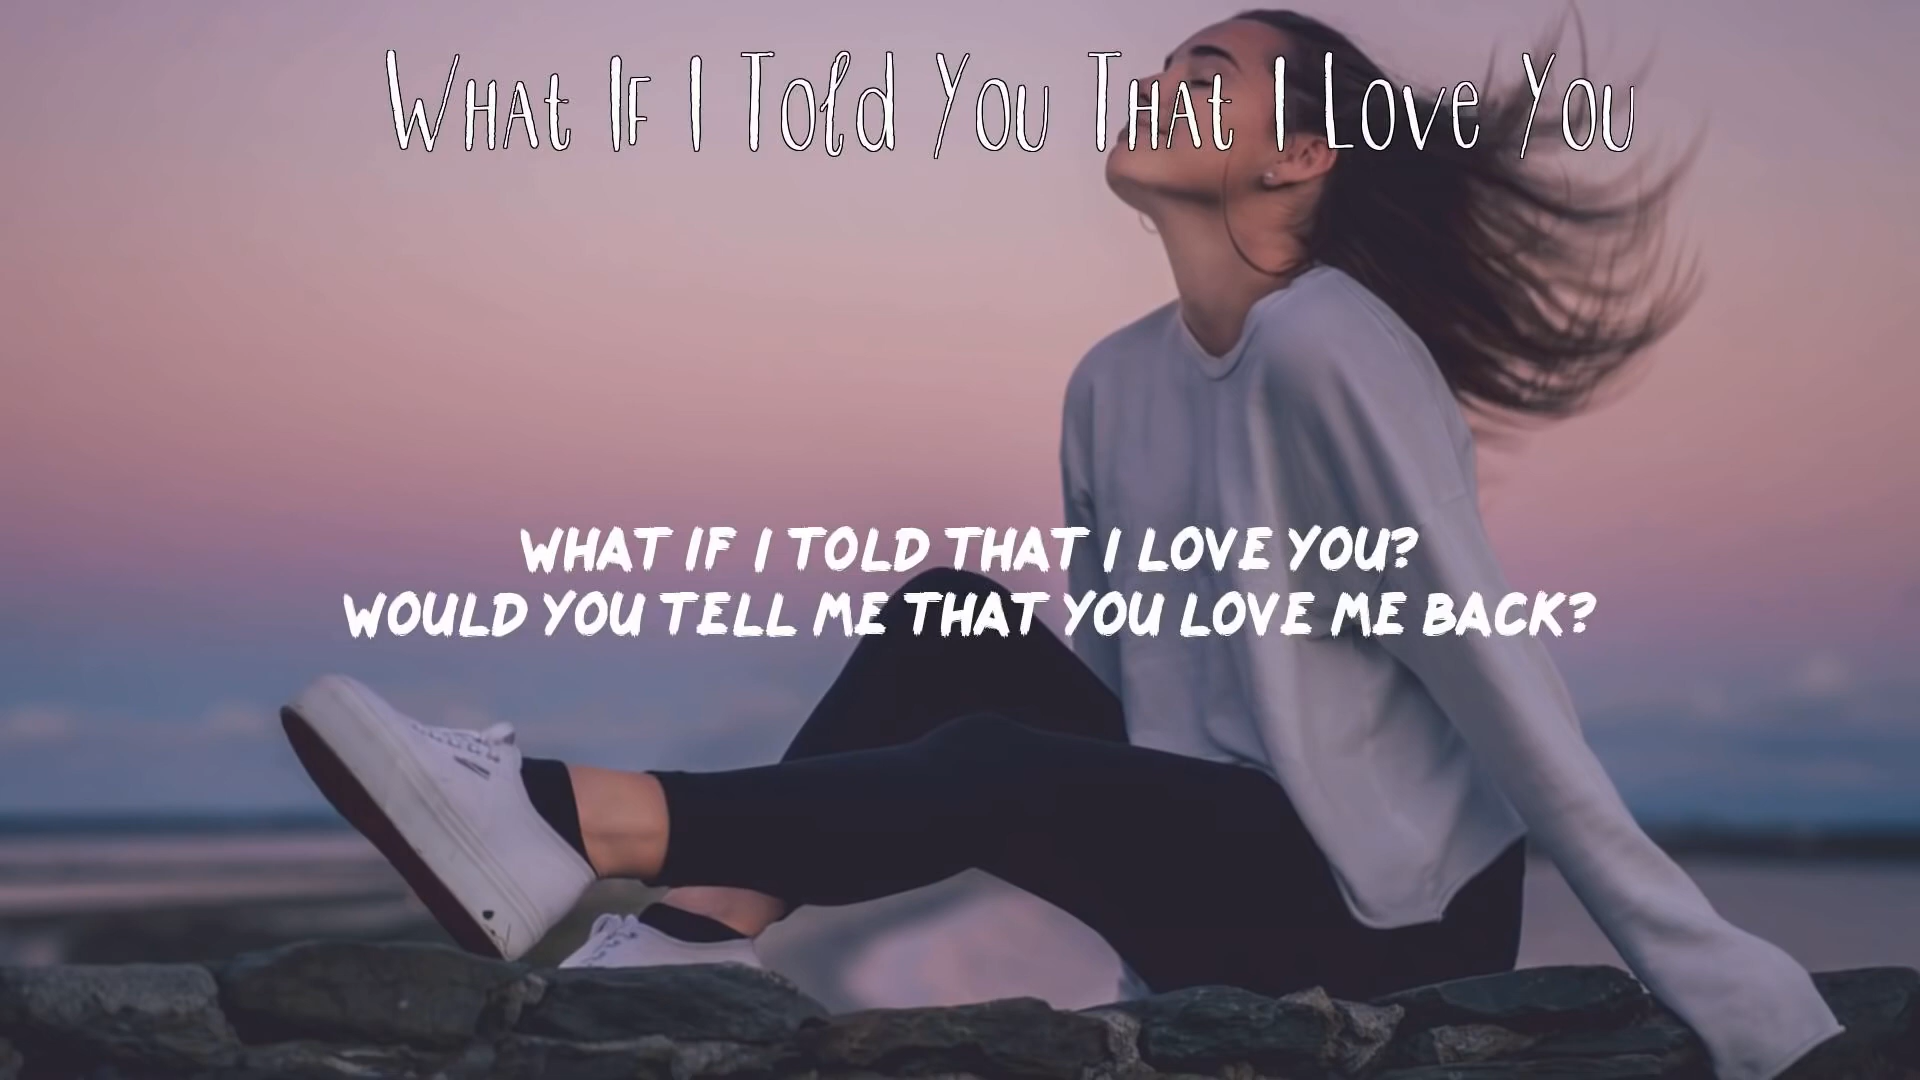 What If I Told You That I Love You
WHAT IF I TOLD THAT I LOVE YOU?
WOULD YOU TELL ME THAT YOU LOVE ME BACK?